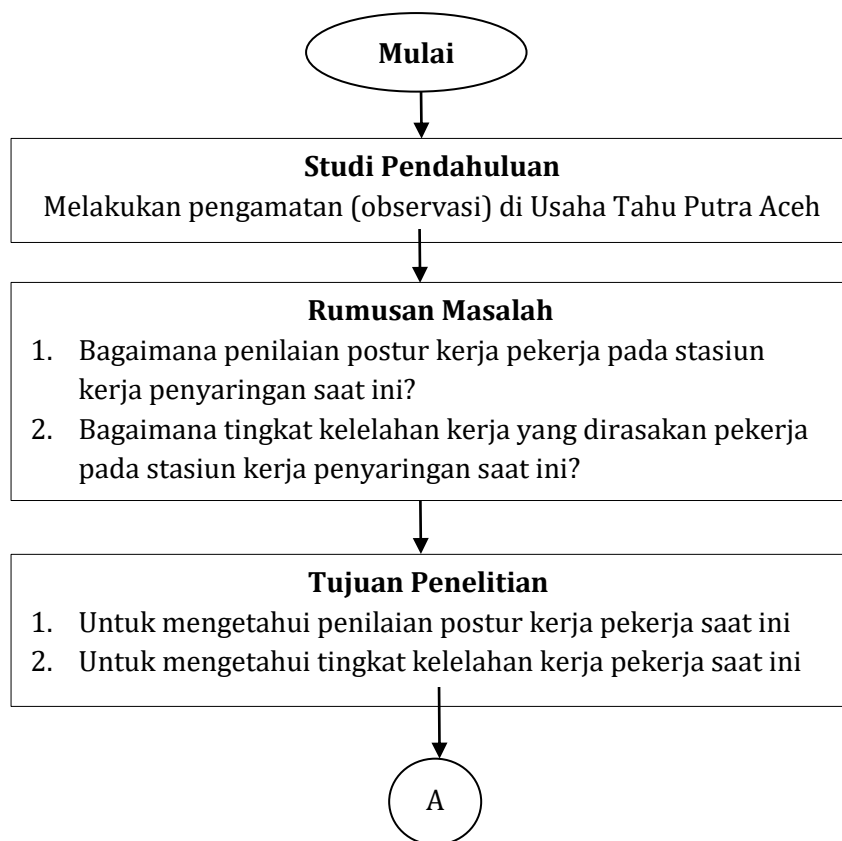 Mulai
Studi Pendahuluan
Melakukan pengamatan (observasi) di Usaha Tahu Putra Aceh
Rumusan Masalah
1. Bagaimana penilaian postur kerja pekerja pada stasiun
kerja penyaringan saat ini?
2. Bagaimana tingkat kelelahan kerja yang dirasakan pekerja
pada stasiun kerja penyaringan saat ini?
Tujuan Penelitian
1. Untuk mengetahui penilaian postur kerja pekerja saat ini
2. Untuk mengetahui tingkat kelelahan kerja pekerja saat ini
A